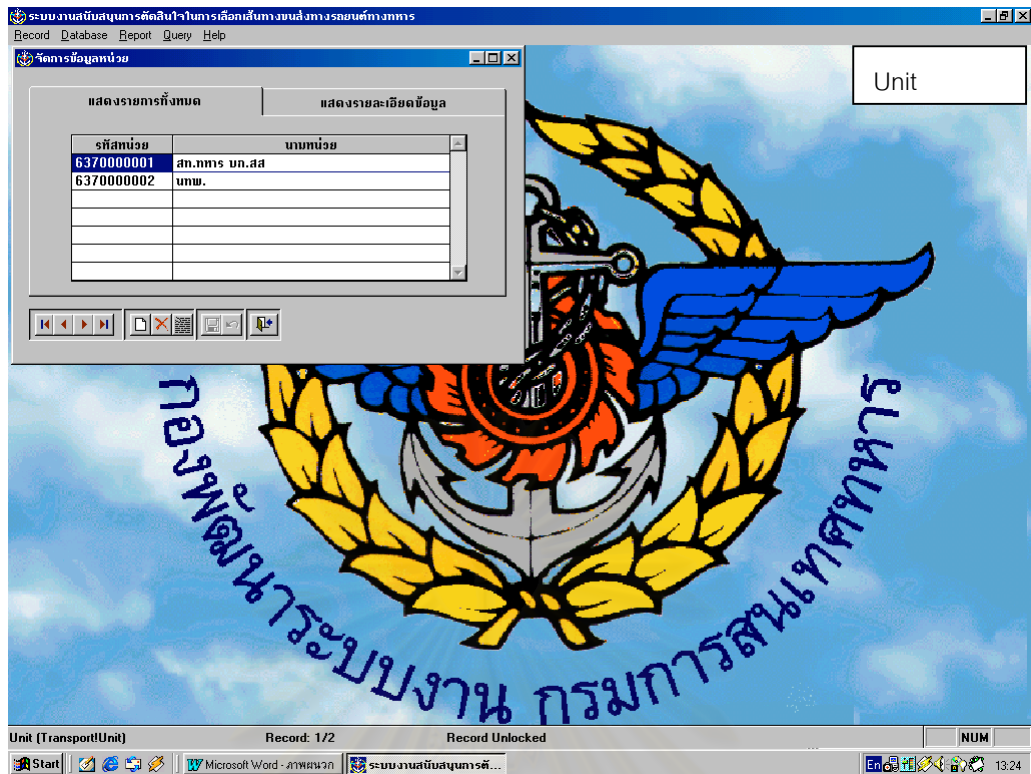 ระบบงานสนับสนุนการตัดสินใจในการเลือกเส้นทางขนส่งทางรถยนต์ทางทหาร
Record Database Report Query Help
จัดการข้อมูลหน่วย
Unit
แสดงรายการทั้งหมด แสดงรายละเอียดข้อมูล
รหัสหน่วย นามหน่วย
6370000001 สท.ทหาร บก.สส
6370000002 นทพ.
กองพัฒนาระบบงาน กรมการสนเทศทหาร
Unit (Transport!Unit) Record: 1/2 Record Unlocked NUM
Start Microsoft Word - ภาพผนวก ระบบงานสนับสนุนการตั... En 13:24